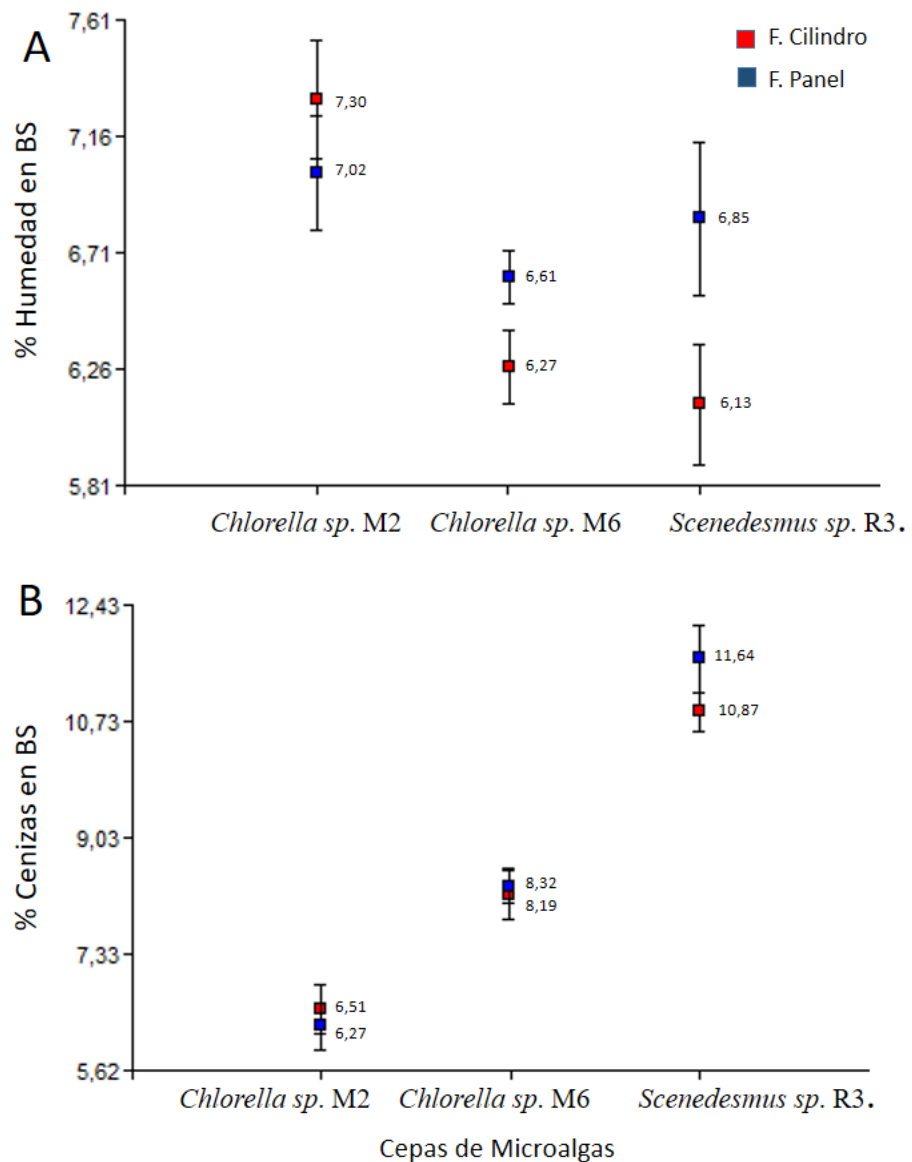 A
F. Cilindro
F. Panel
% Humedad en BS
7,61
7,16
6,71
6,26
5,81
7,30
7,02
6,61
6,27
6,85
6,13
Chlorella sp. M2
Chlorella sp. M6
Scenedesmus sp. R3.
B
% Cenizas en BS
12,43
10,73
9,03
7,33
5,62
11,64
10,87
8,32
8,19
6,51
6,27
Chlorella sp. M2
Chlorella sp. M6
Scenedesmus sp. R3.
Cepas de Microalgas